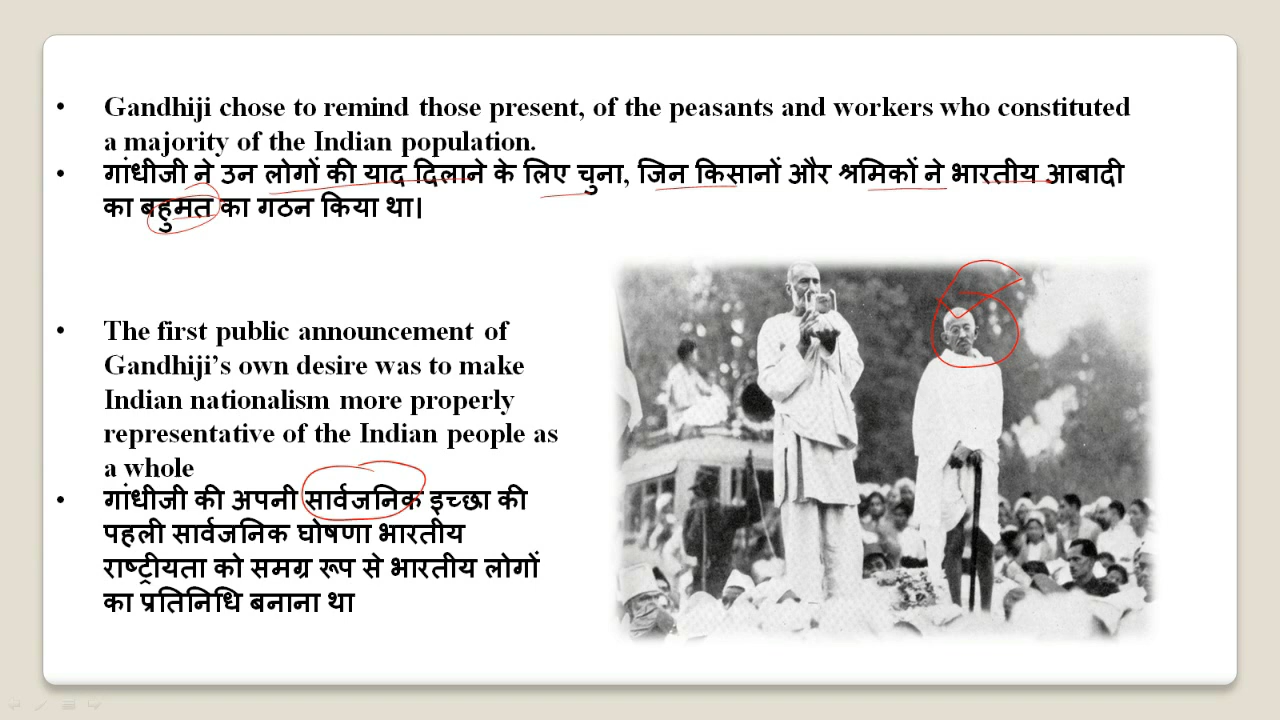 Gandhiji chose to remind those present, of the peasants and workers who constituted
a majority of the Indian population.
गांधीजी ने उन लोगों की याद दिलाने के लिए चुना, जिन किसानों और श्रमिकों ने भारतीय आबादी
का बहुमत का गठन किया था।
The first public announcement of
Gandhiji’s own desire was to make
Indian nationalism more properly
representative of the Indian people as
a whole
गांधीजी की अपनी सार्वजनिक इच्छा की
पहली सार्वजनिक घोषणा भारतीय
राष्ट्रीयता को समग्र रूप से भारतीय लोगों
का प्रतिनिधि बनाना था